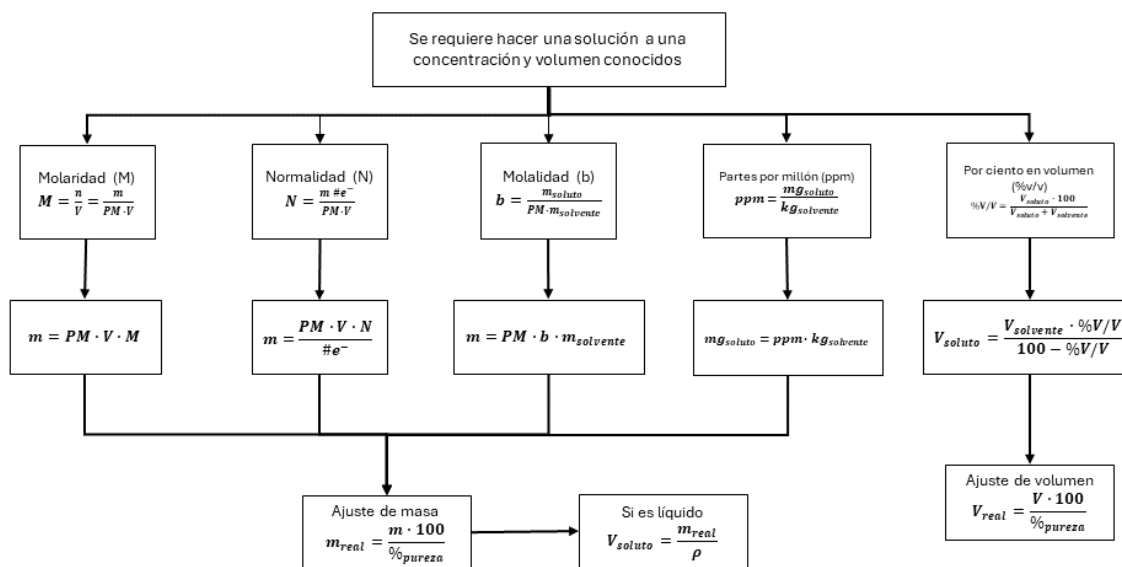 Se requiere hacer una solución a una
concentración y volumen conocidos
Molaridad (M)
M = n/V = m/PM·V
Normalidad (N)
N = m #e⁻/PM·V
Molalidad (b)
b = m_soluto/PM·m_solvente
Partes por millón (ppm)
ppm = mg_soluto/kg_solvente
Por ciento en volumen
(%v/v)
%V/V = V_soluto · 100/V_soluto + V_solvente
m = PM · V · M
m = PM · V · N/#e⁻
m = PM · b · m_solvente
mg_soluto = ppm · kg_solvente
V_soluto = V_solvente · %V/V/100 − %V/V
Ajuste de masa
m_real = m · 100/%pureza
Si es líquido
V_soluto = m_real/ρ
Ajuste de volumen
V_real = V · 100/%pureza